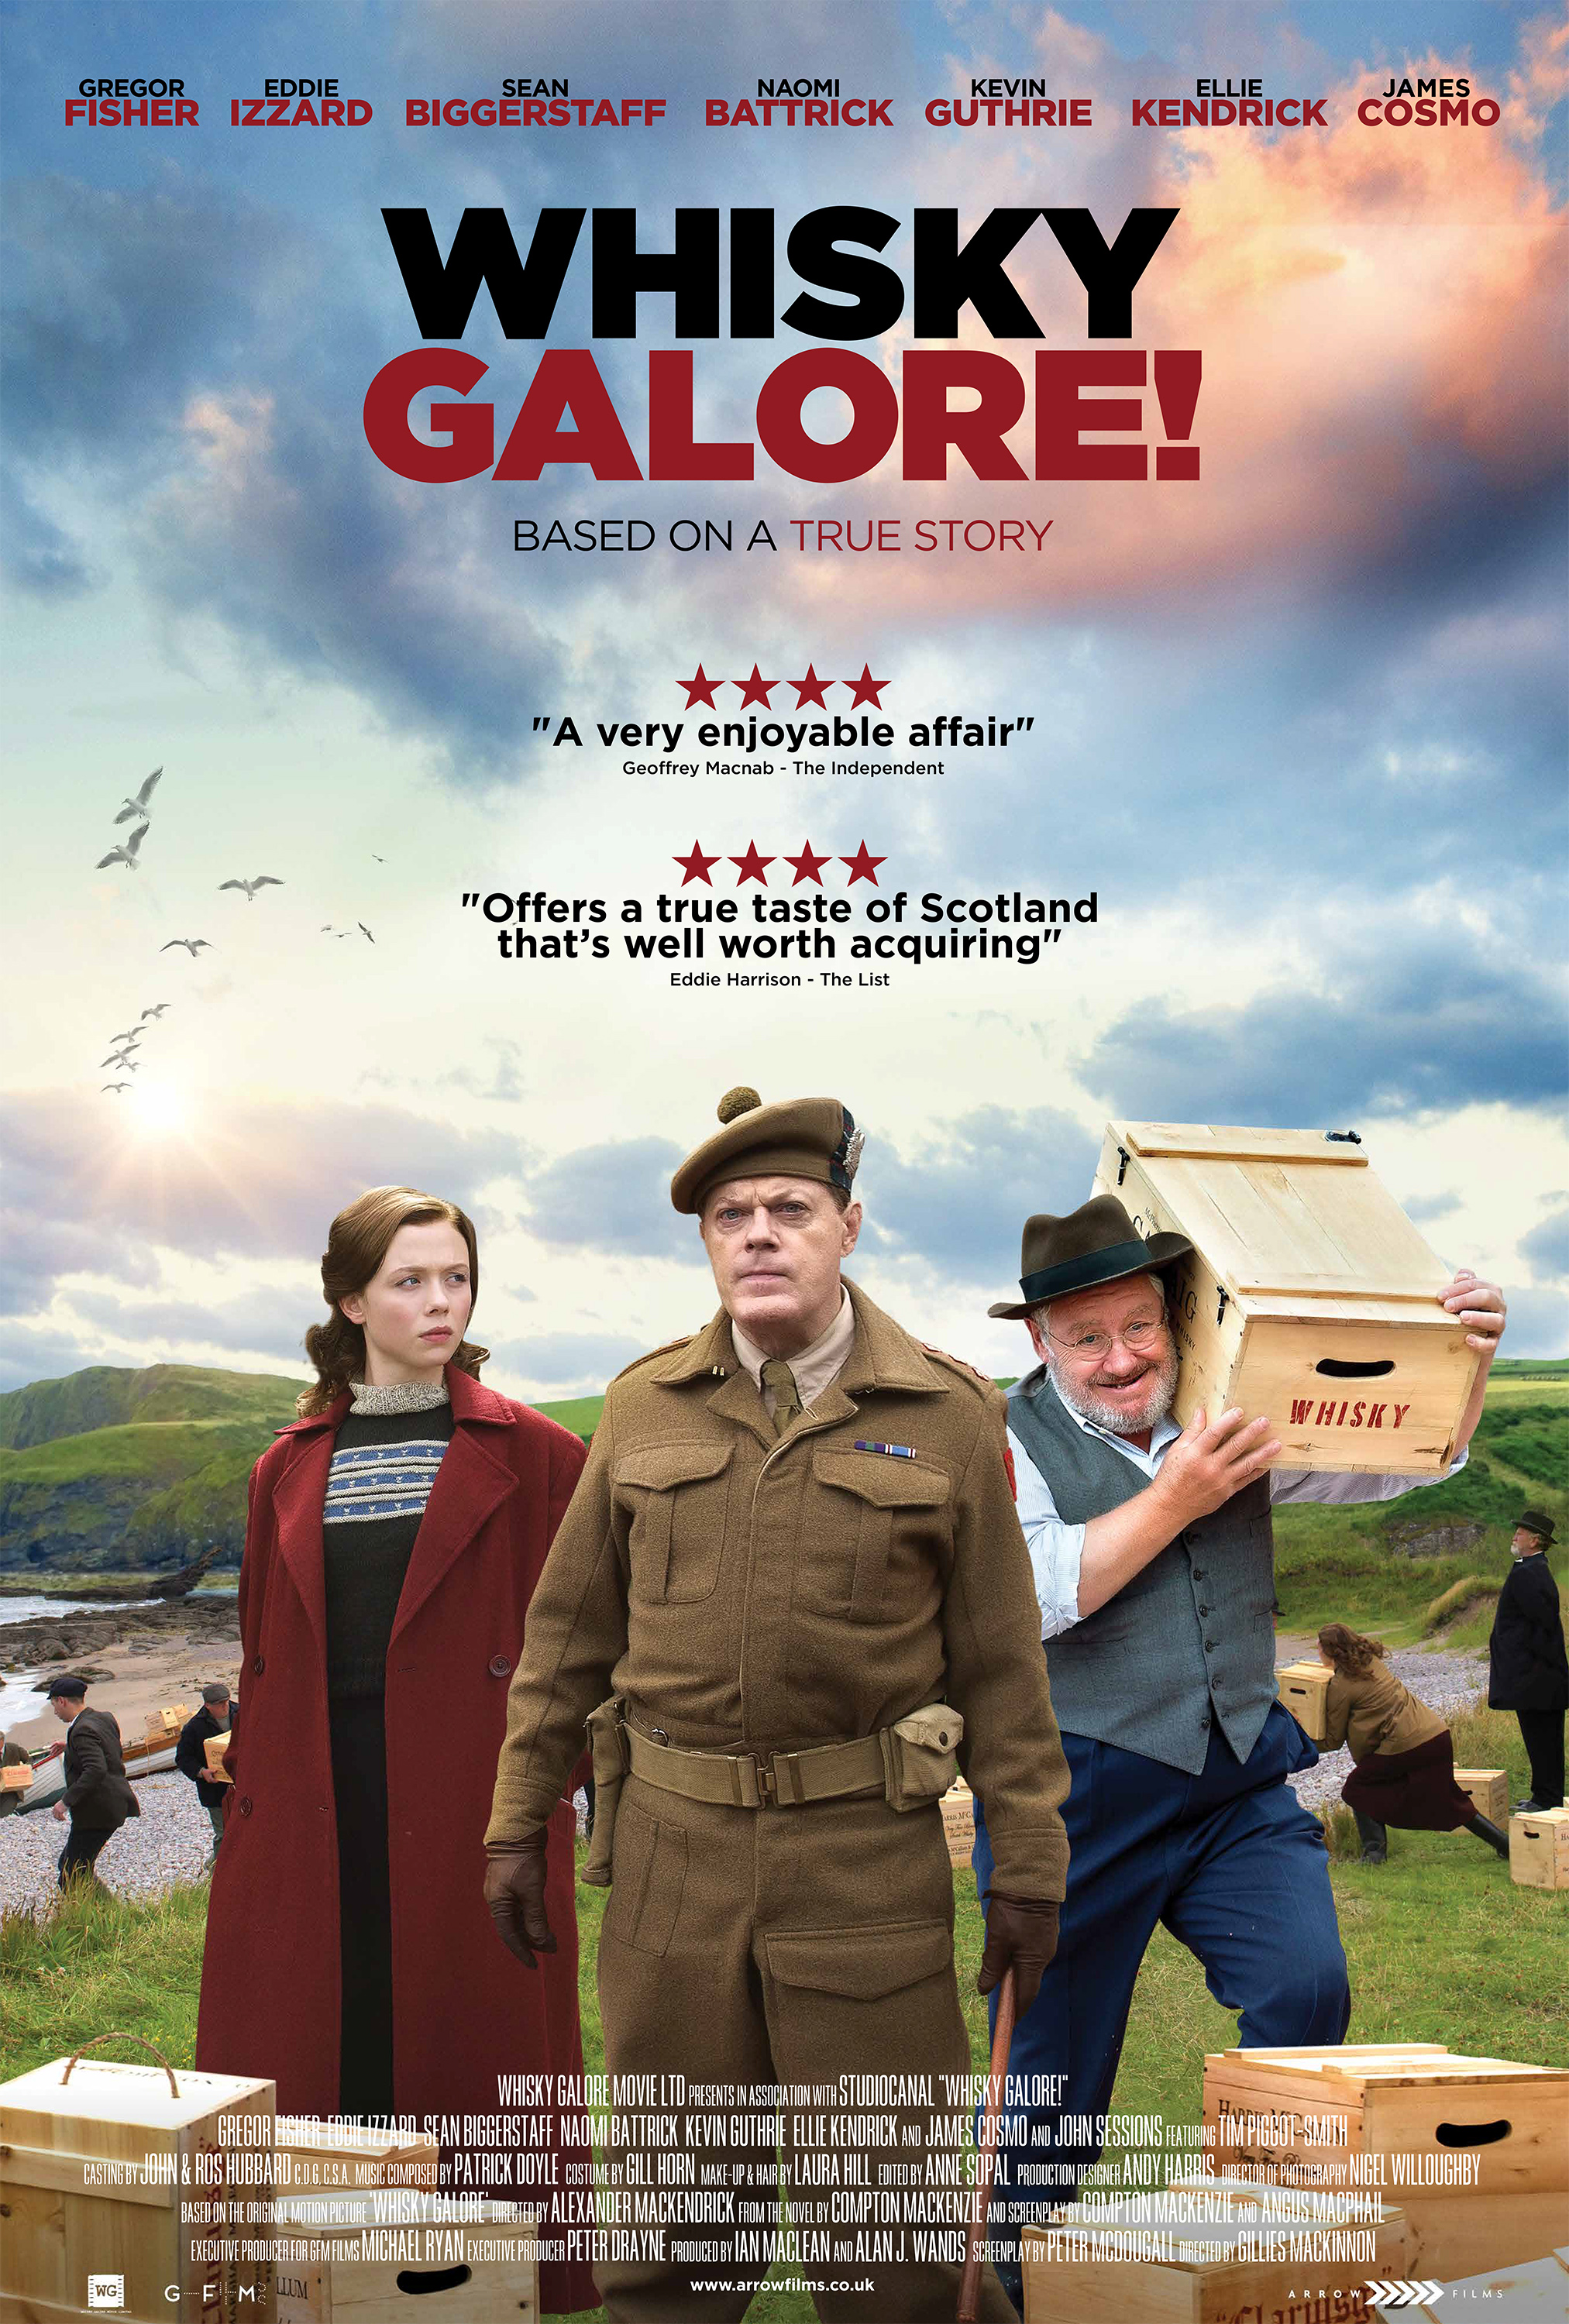 GREGOR FISHER
EDDIE IZZARD
SEAN BIGGERSTAFF
NAOMI BATTRICK
KEVIN GUTHRIE
ELLIE KENDRICK
JAMES COSMO
WHISKY
GALORE!
BASED ON A TRUE STORY
"A very enjoyable affair"
Geoffrey Macnab - The Independent
"Offers a true taste of Scotland
that's well worth acquiring"
Eddie Harrison - The List
WHISKY
WHISKY GALORE MOVIE LTD PRESENTS IN ASSOCIATION WITH STUDIOCANAL "WHISKY GALORE!"
GREGOR FISHER EDDIE IZZARD SEAN BIGGERSTAFF NAOMI BATTRICK KEVIN GUTHRIE ELLIE KENDRICK AND JAMES COSMO AND JOHN SESSIONS FEATURING TIM PIGGOT-SMITH
CASTING BY JOHN & ROS HUBBARD C.D.G, C.S.A. MUSIC COMPOSED BY PATRICK DOYLE COSTUME BY GILL HORN MAKE-UP & HAIR BY LAURA HILL EDITED BY ANNE SOPAL PRODUCTION DESIGNER ANDY HARRIS DIRECTOR OF PHOTOGRAPHY NIGEL WILLOUGHBY
BASED ON THE ORIGINAL MOTION PICTURE 'WHISKY GALORE' DIRECTED BY ALEXANDER MACKENDRICK FROM THE NOVEL BY COMPTON MACKENZIE AND SCREENPLAY BY COMPTON MACKENZIE AND ANGUS MACPHAIL
EXECUTIVE PRODUCER FOR GFM FILMS MICHAEL RYAN EXECUTIVE PRODUCER PETER DRAYNE PRODUCED BY IAN MACLEAN AND ALAN J. WANDS SCREENPLAY BY PETER MCDOUGALL DIRECTED BY GILLIES MACKINNON
WG
G-F-M
www.arrowfilms.co.uk
ARROW FILMS